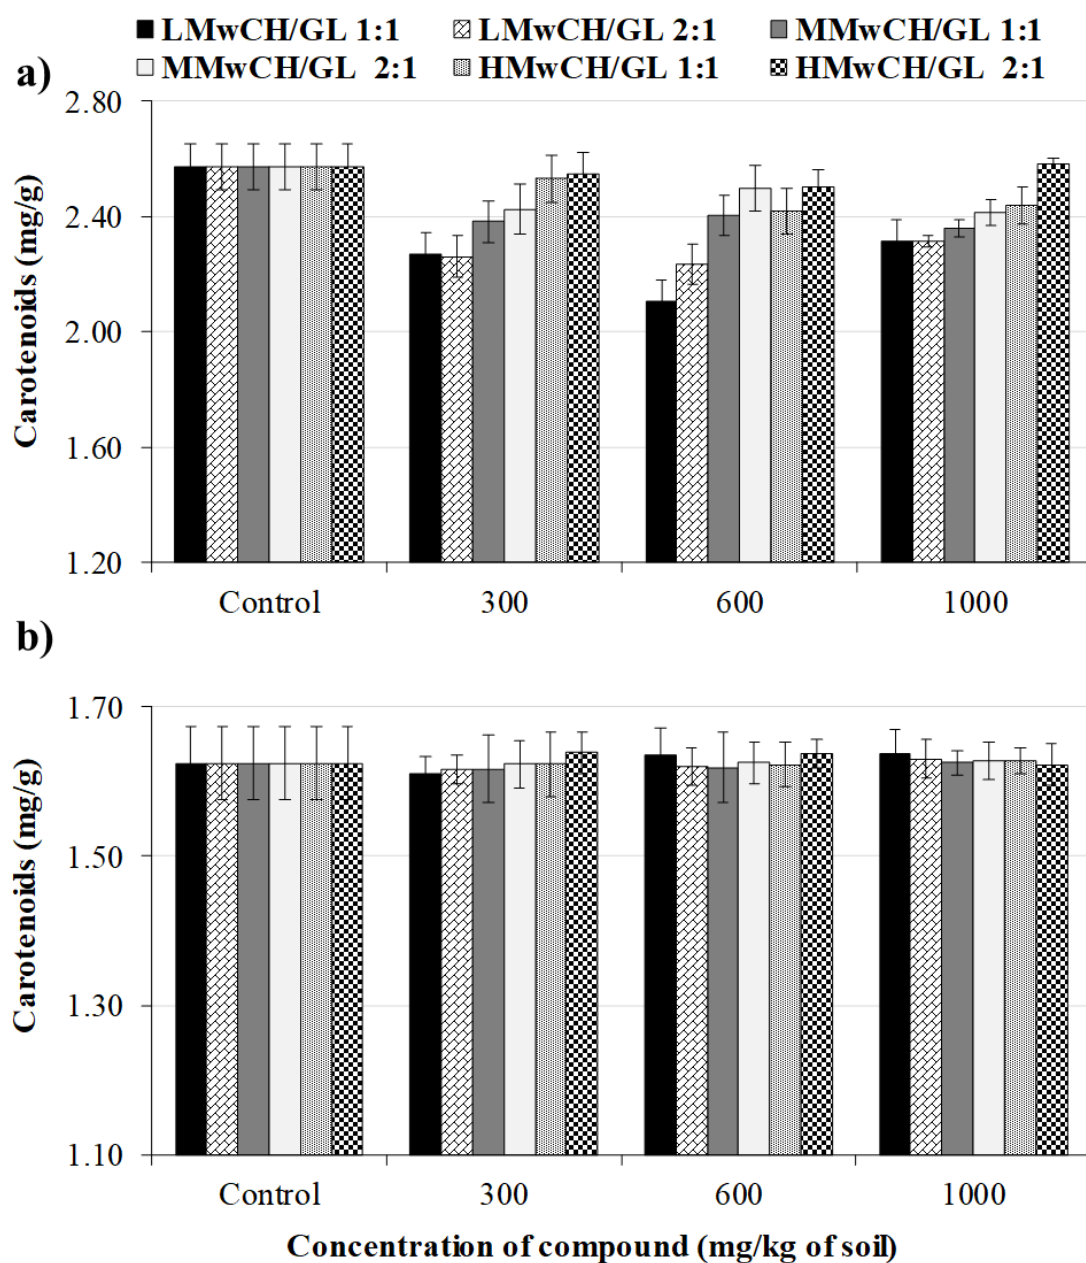 LMwCH/GL 1:1 LMwCH/GL 2:1 MMwCH/GL 1:1
MMwCH/GL 2:1 HMwCH/GL 1:1 HMwCH/GL 2:1
a)
Carotenoids (mg/g)
2.80
2.40
2.00
1.60
1.20
Control 300 600 1000
b)
Carotenoids (mg/g)
1.70
1.50
1.30
1.10
Control 300 600 1000
Concentration of compound (mg/kg of soil)